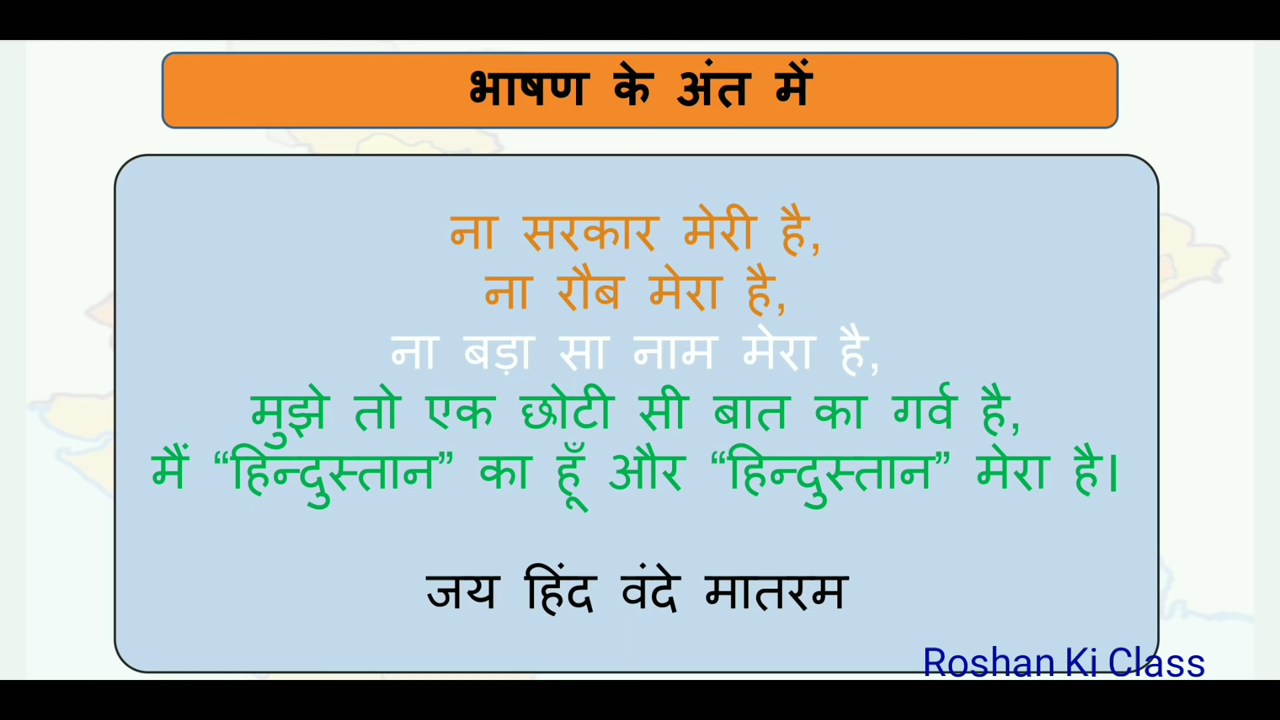 भाषण के अंत में
ना सरकार मेरी है,
ना रौब मेरा है,
ना बड़ा सा नाम मेरा है,
मुझे तो एक छोटी सी बात का गर्व है,
मैं “हिन्दुस्तान” का हूँ और “हिन्दुस्तान” मेरा है।
जय हिंद वंदे मातरम
Roshan Ki Class